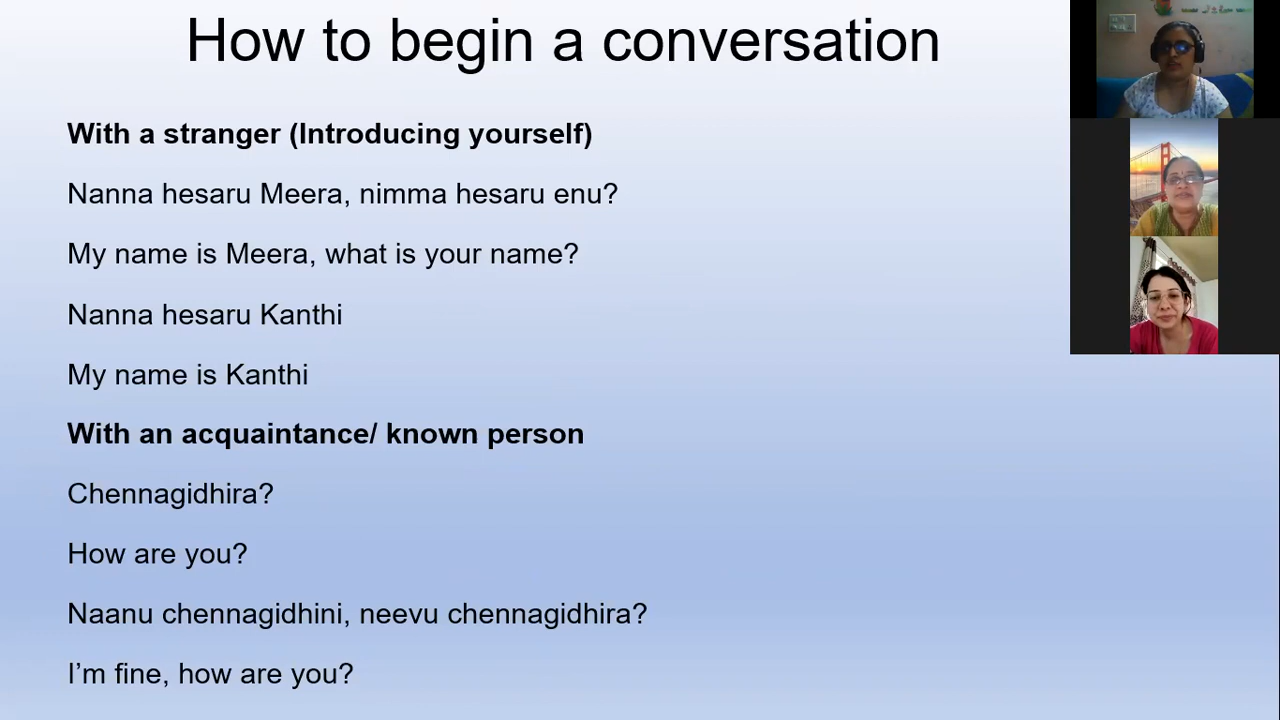 How to begin a conversation
With a stranger (Introducing yourself)
Nanna hesaru Meera, nimma hesaru enu?
My name is Meera, what is your name?
Nanna hesaru Kanthi
My name is Kanthi
With an acquaintance/ known person
Chennagidhira?
How are you?
Naanu chennagidhini, neevu chennagidhira?
I’m fine, how are you?